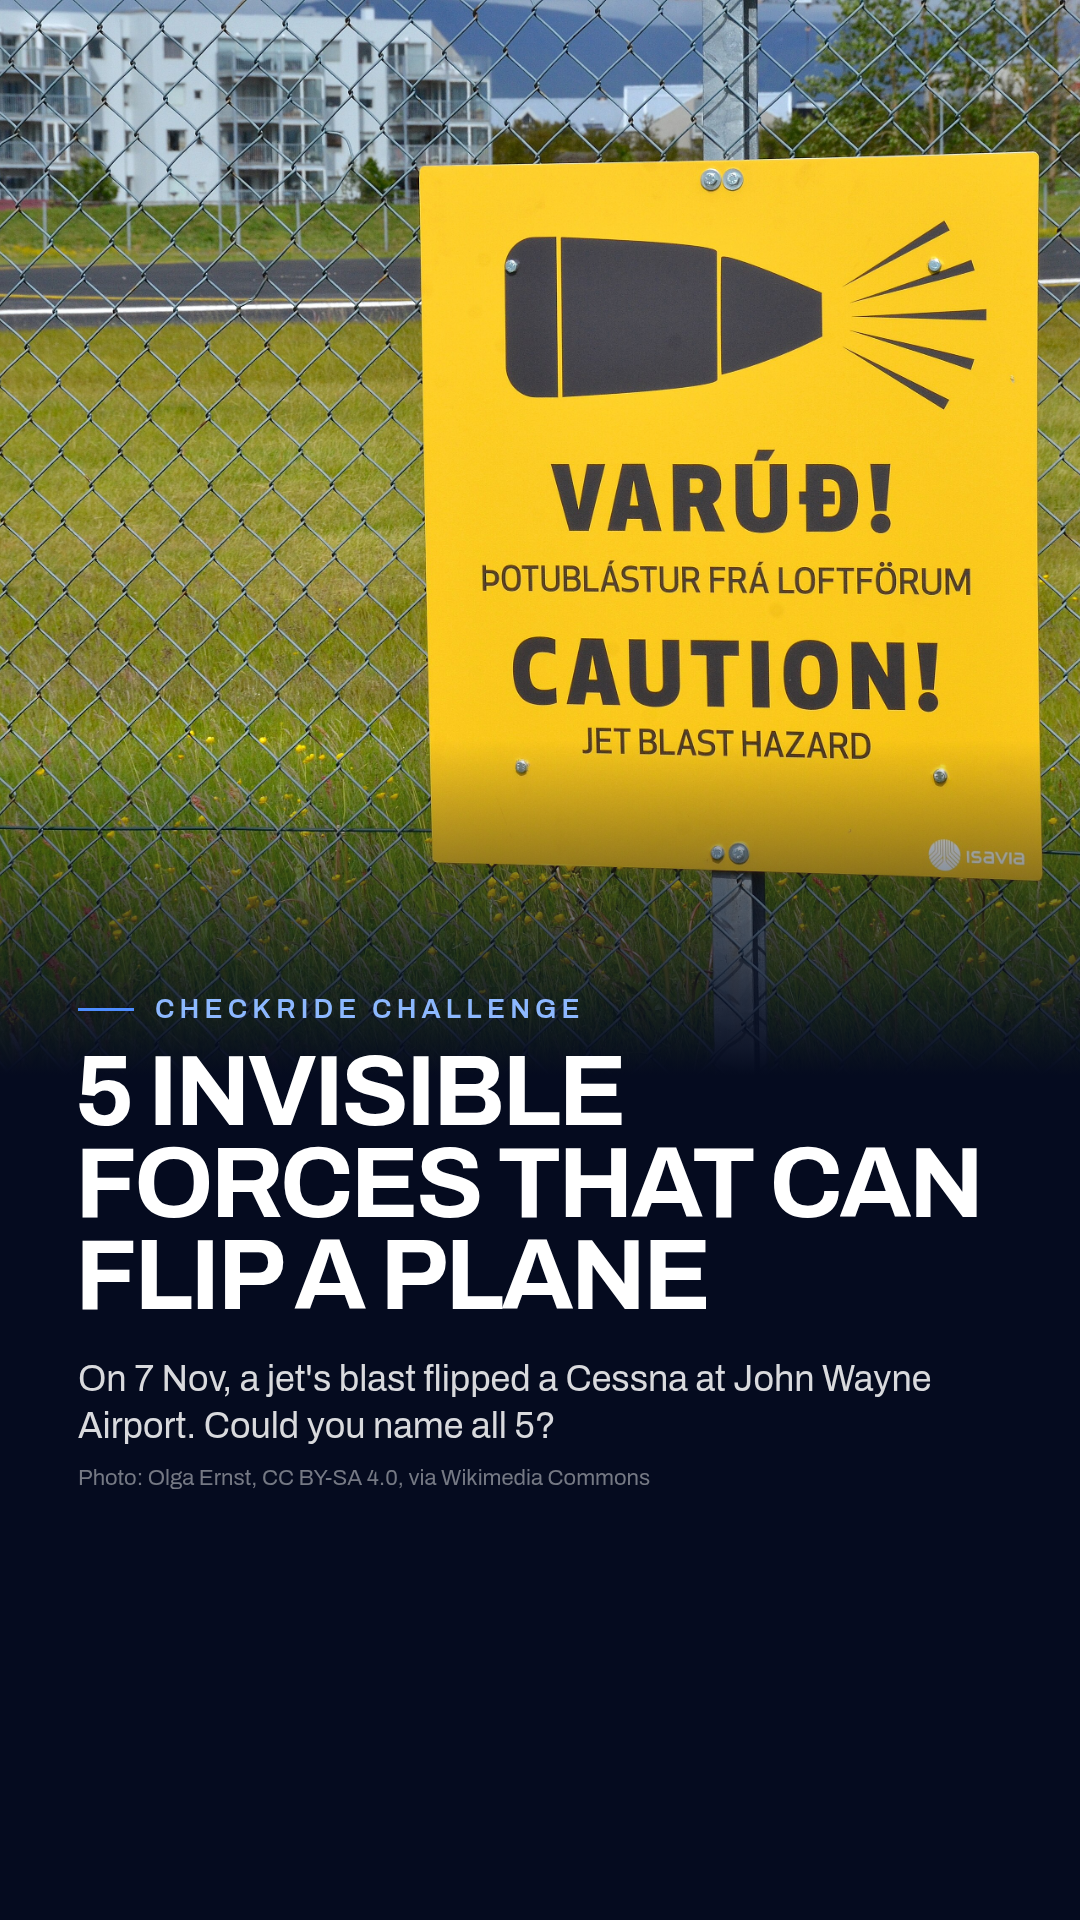 VARÚÐ!
ÞOTUBLÁSTUR FRÁ LOFTFÖRUM
CAUTION!
JET BLAST HAZARD
isavia
CHECKRIDE CHALLENGE
5 INVISIBLE
FORCES THAT CAN
FLIP A PLANE
On 7 Nov, a jet's blast flipped a Cessna at John Wayne
Airport. Could you name all 5?
Photo: Olga Ernst, CC BY-SA 4.0, via Wikimedia Commons